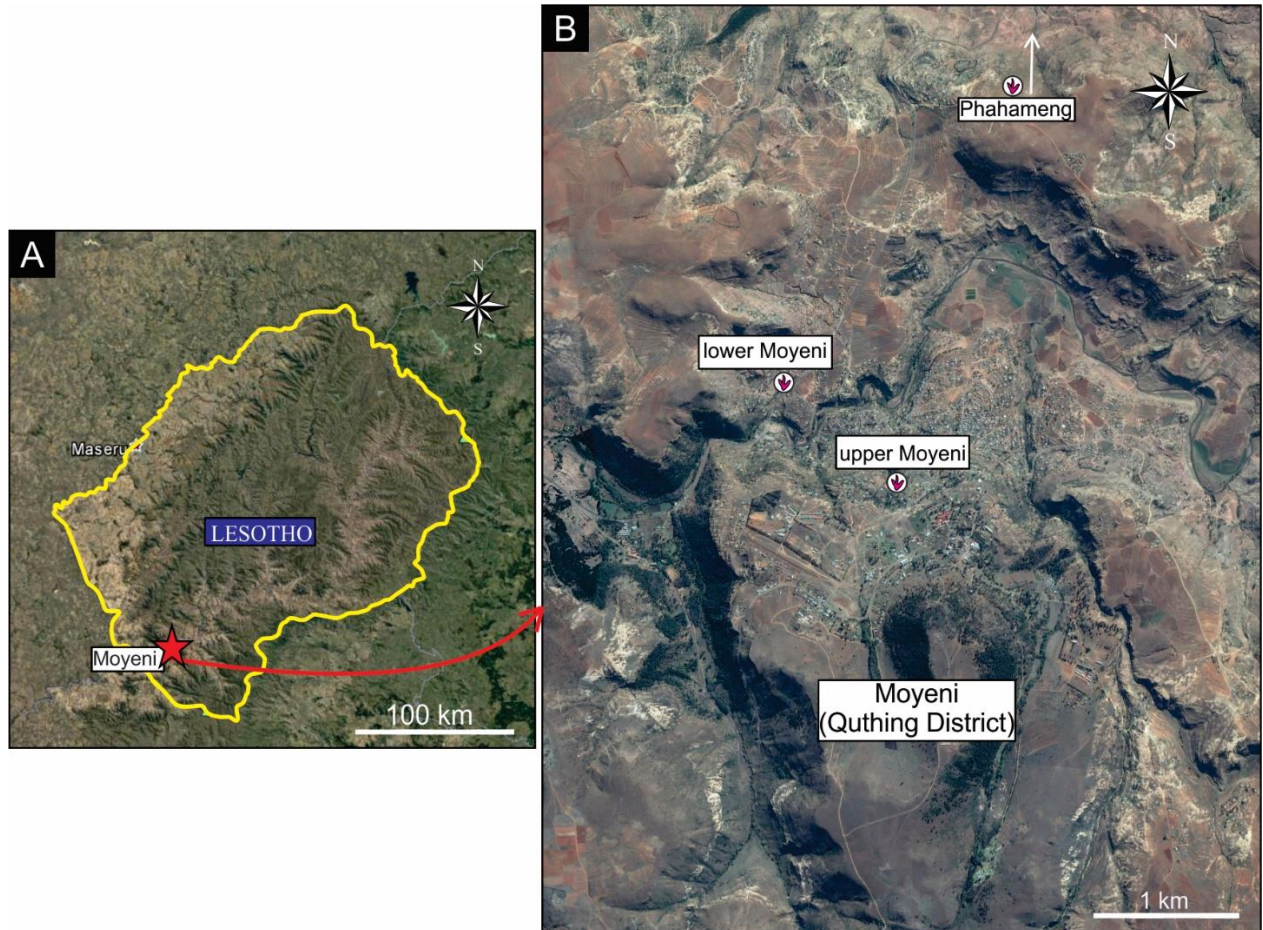 A
N
S
Maseru
LESOTHO
Moyeni
100 km
B
N
S
Phahameng
lower Moyeni
upper Moyeni
Moyeni
(Quthing District)
1 km